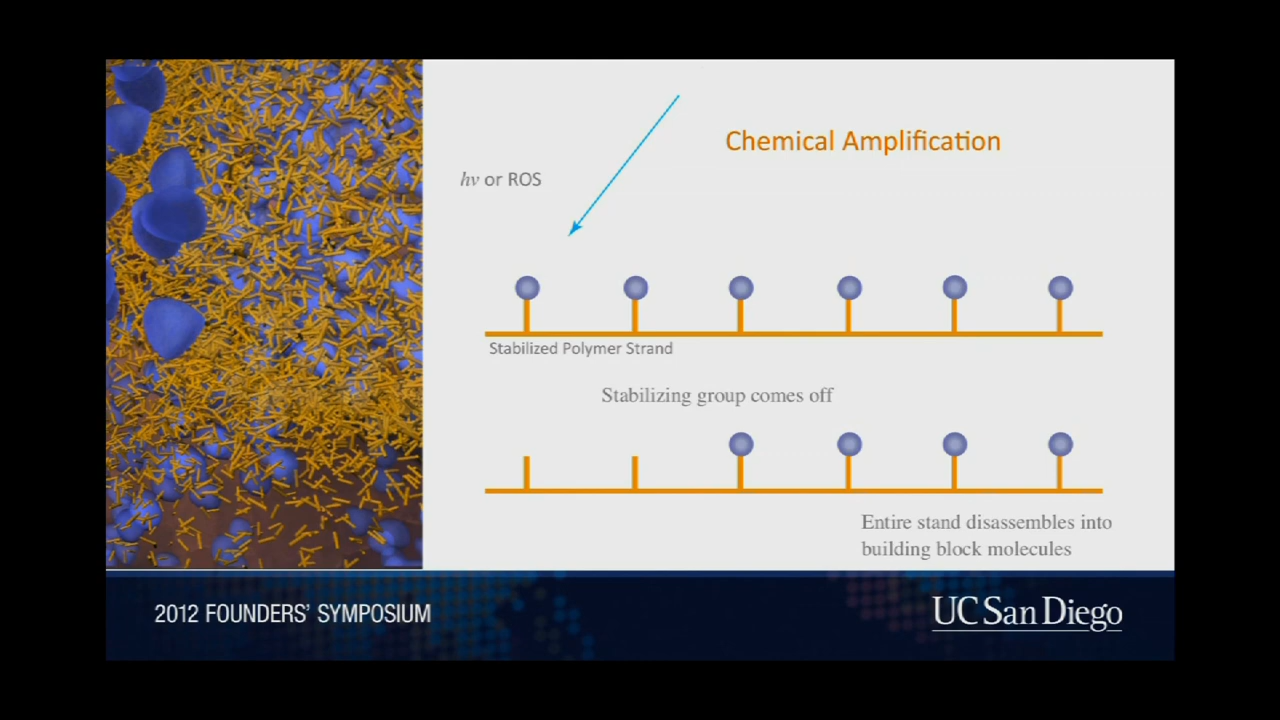 Chemical Amplification
hν or ROS
Stabilized Polymer Strand
Stabilizing group comes off
Entire stand disassembles into
building block molecules
2012 FOUNDERS' SYMPOSIUM
UC San Diego